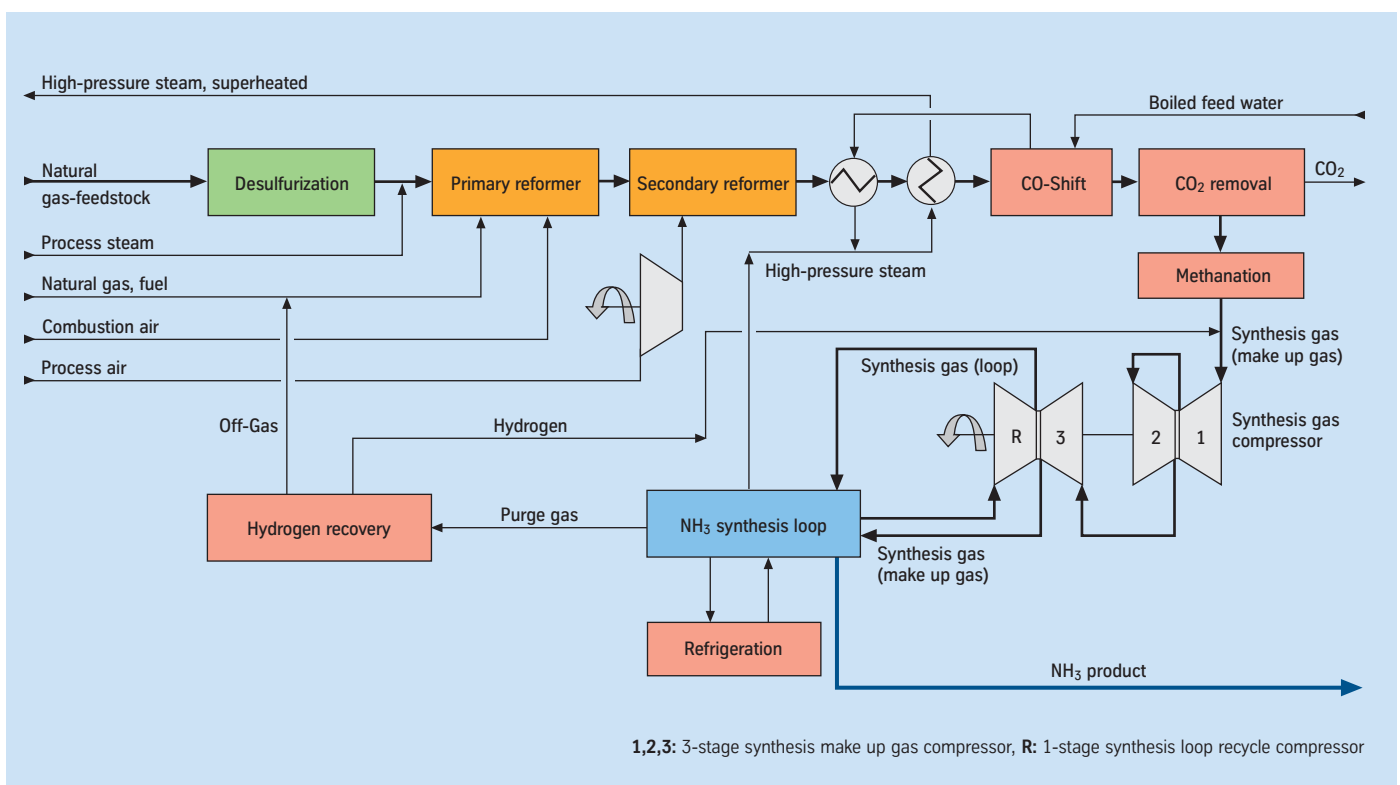 High-pressure steam, superheated
Boiled feed water
Natural
gas-feedstock
Desulfurization
Primary reformer
Secondary reformer
CO-Shift
CO₂ removal
CO₂
Process steam
High-pressure steam
Natural gas, fuel
Methanation
Combustion air
Synthesis gas
(make up gas)
Process air
Synthesis gas (loop)
Off-Gas
Hydrogen
R
3
2
1
Synthesis gas
compressor
Hydrogen recovery
Purge gas
NH₃ synthesis loop
Synthesis gas
(make up gas)
Refrigeration
NH₃ product
1,2,3: 3-stage synthesis make up gas compressor, R: 1-stage synthesis loop recycle compressor